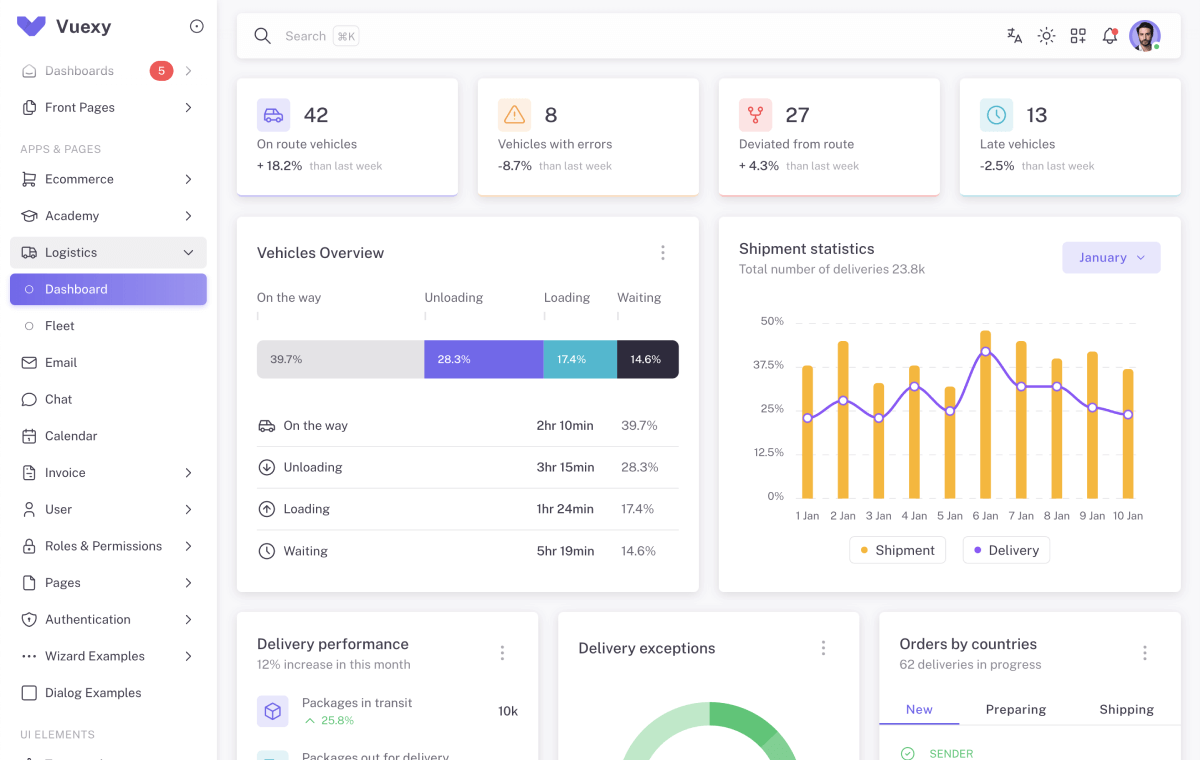 Vuexy
Dashboards 5
Front Pages
APPS & PAGES
Ecommerce
Academy
Logistics
Dashboard
Fleet
Email
Chat
Calendar
Invoice
User
Roles & Permissions
Pages
Authentication
Wizard Examples
Dialog Examples
UI ELEMENTS
Search ⌘K
42
On route vehicles
+ 18.2% than last week
8
Vehicles with errors
-8.7% than last week
27
Deviated from route
+ 4.3% than last week
13
Late vehicles
-2.5% than last week
Vehicles Overview
On the way Unloading Loading Waiting
39.7% 28.3% 17.4% 14.6%
On the way 2hr 10min 39.7%
Unloading 3hr 15min 28.3%
Loading 1hr 24min 17.4%
Waiting 5hr 19min 14.6%
Shipment statistics
Total number of deliveries 23.8k
January
50%
37.5%
25%
12.5%
0%
1 Jan 2 Jan 3 Jan 4 Jan 5 Jan 6 Jan 7 Jan 8 Jan 9 Jan 10 Jan
Shipment Delivery
Delivery performance
12% increase in this month
Packages in transit
25.8%
10k
Packages out for delivery
Delivery exceptions
Orders by countries
62 deliveries in progress
New Preparing Shipping
SENDER